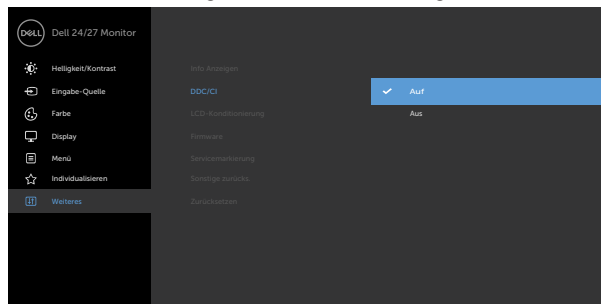 DELL
Dell 24/27 Monitor
Helligkeit/Kontrast
Eingabe-Quelle
Farbe
Display
Menü
Individualisieren
Weiteres
Info Anzeigen
DDC/CI
LCD-Konditionierung
Firmware
Servicemarkierung
Sonstige zurücks.
Zurücksetzen
Auf
Aus